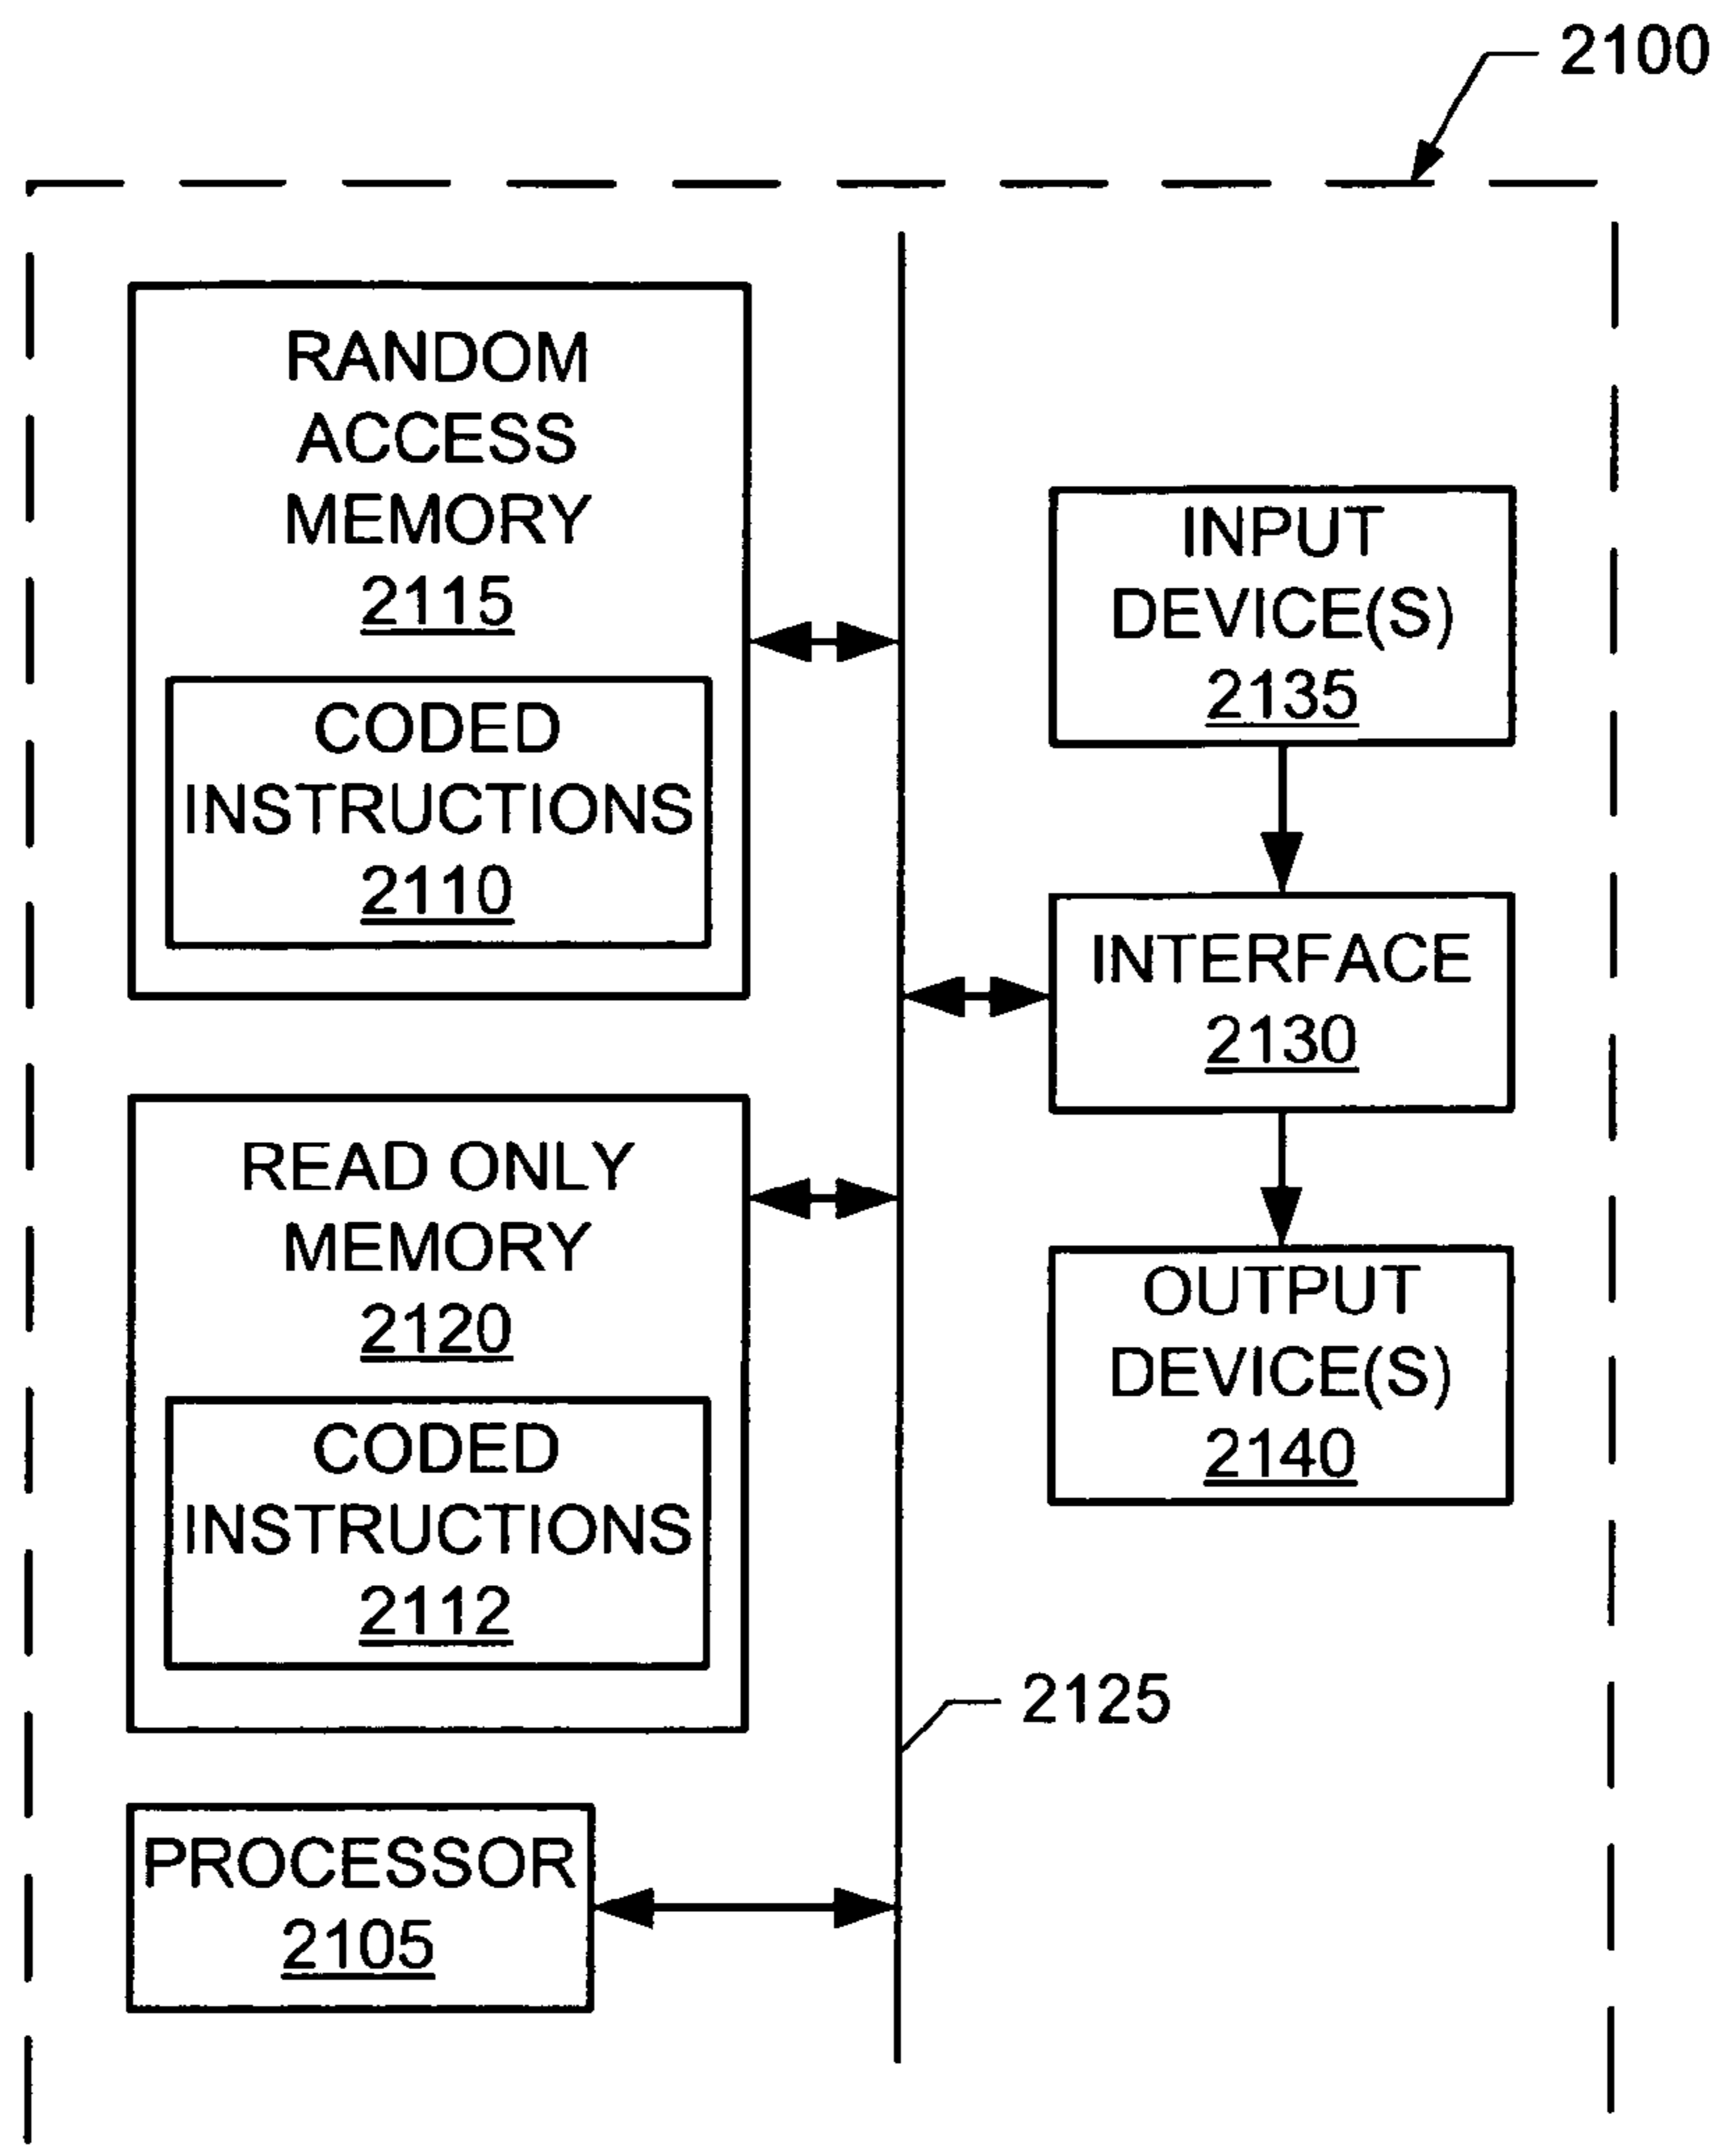 2100
RANDOM
ACCESS
MEMORY
2115
CODED
INSTRUCTIONS
2110
READ ONLY
MEMORY
2120
CODED
INSTRUCTIONS
2112
PROCESSOR
2105
INPUT
DEVICE(S)
2135
INTERFACE
2130
OUTPUT
DEVICE(S)
2140
2125